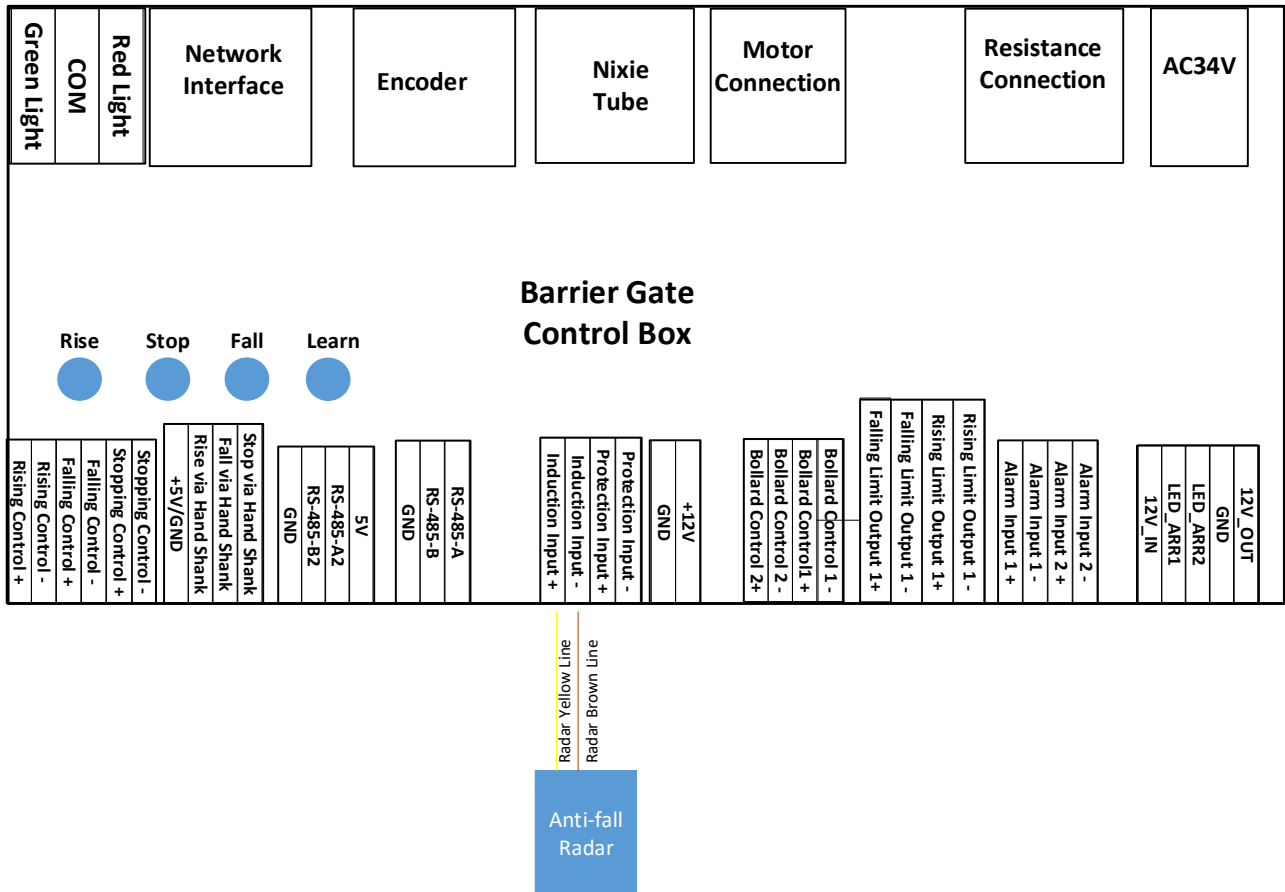 Green Light
COM
Red Light
Network
Interface
Encoder
Nixie
Tube
Motor
Connection
Resistance
Connection
AC34V
Barrier Gate
Control Box
Rise
Stop
Fall
Learn
Rising Control +
Rising Control -
Falling Control +
Falling Control -
Stopping Control +
Stopping Control -
+5V/GND
Rise via Hand Shank
Fall via Hand Shank
Stop via Hand Shank
GND
RS-485-B2
RS-485-A2
5V
GND
RS-485-B
RS-485-A
Induction Input +
Induction Input -
Protection Input +
Protection Input -
GND
+12V
Bollard Control 2+
Bollard Control 2 -
Bollard Control1 +
Bollard Control 1 -
Falling Limit Output 1+
Falling Limit Output 1 -
Rising Limit Output 1+
Rising Limit Output 1 -
Alarm Input 1 +
Alarm Input 1 -
Alarm Input 2 +
Alarm Input 2 -
12V_IN
LED_ARR1
LED_ARR2
GND
12V_OUT
Radar Yellow Line
Radar Brown Line
Anti-fall
Radar